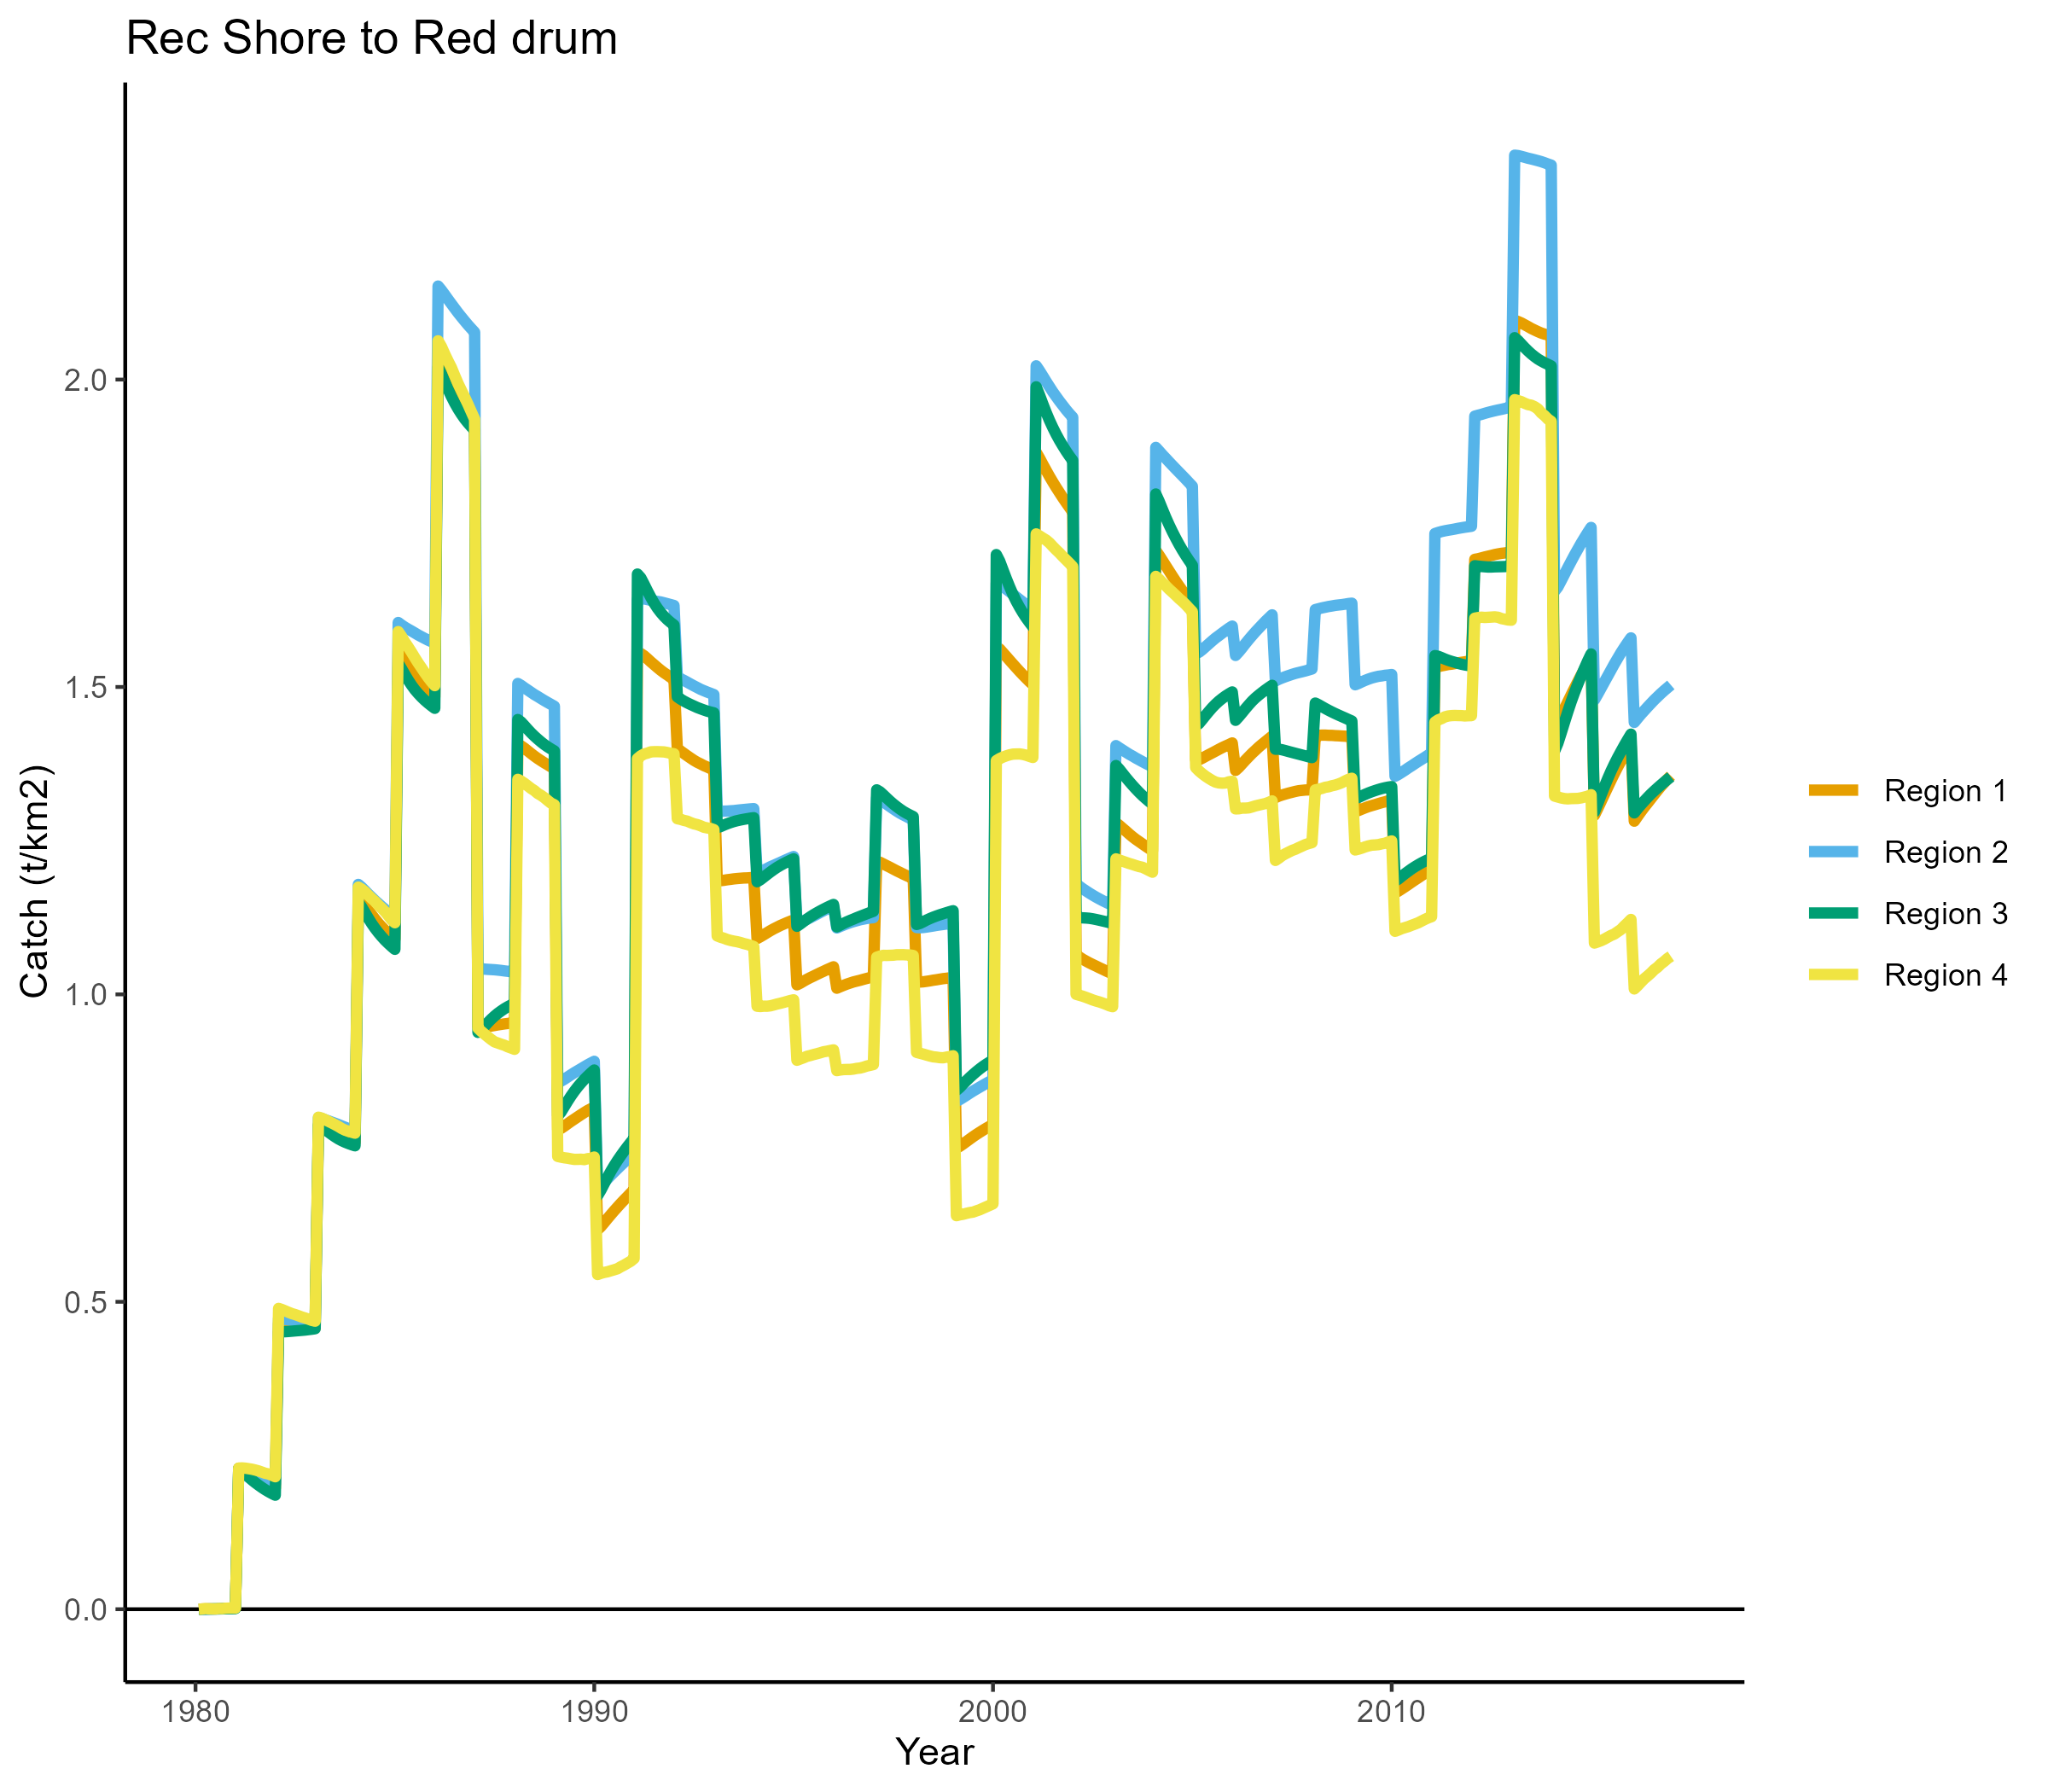 Rec Shore to Red drum
Catch (t/km2)
2.0
1.5
1.0
0.5
0.0
1980 1990 2000 2010
Year
Region 1
Region 2
Region 3
Region 4